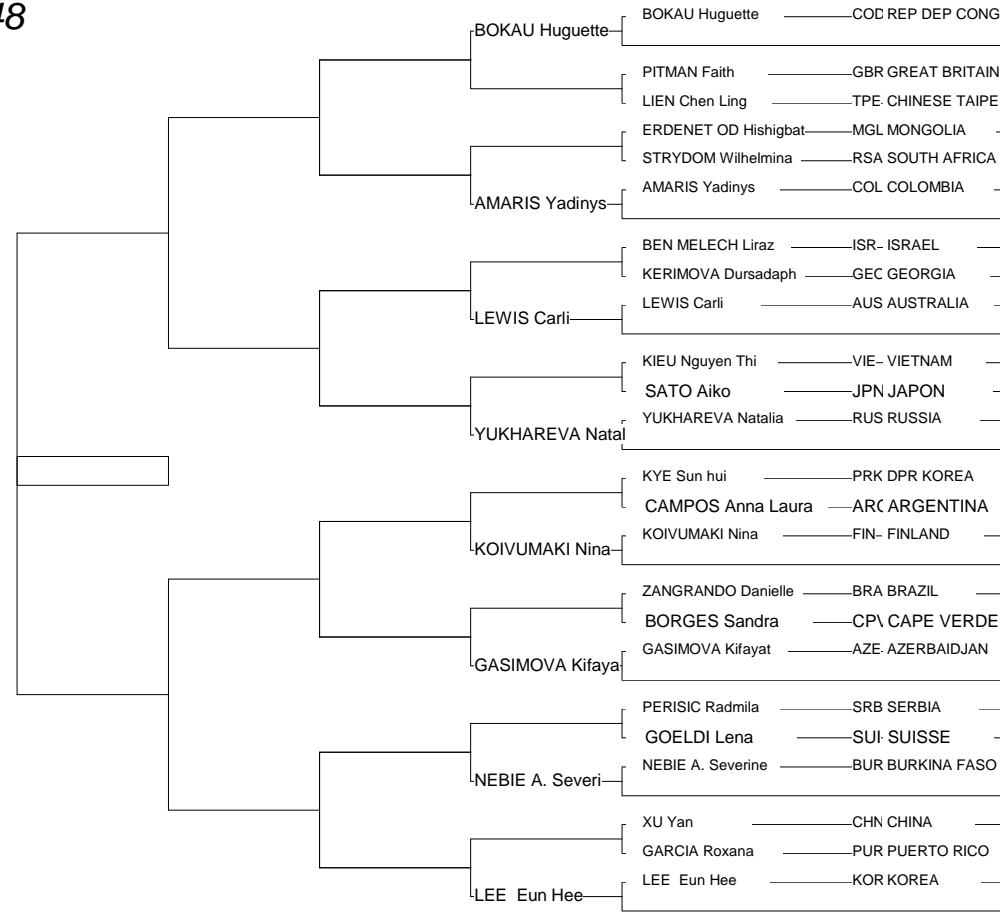 48
BOKAU Huguette COD REP DEP CONG
BOKAU Huguette
PITMAN Faith GBR GREAT BRITAIN
LIEN Chen Ling TPE CHINESE TAIPE
ERDENET OD Hishigbat MGL MONGOLIA
STRYDOM Wilhelmina RSA SOUTH AFRICA
AMARIS Yadinys COL COLOMBIA
AMARIS Yadinys
BEN MELECH Liraz ISR ISRAEL
KERIMOVA Dursadaph GEO GEORGIA
LEWIS Carli AUS AUSTRALIA
LEWIS Carli
KIEU Nguyen Thi VIE VIETNAM
SATO Aiko JPN JAPON
YUKHAREVA Natalia RUS RUSSIA
YUKHAREVA Natal
KYE Sun hui PRK DPR KOREA
CAMPOS Anna Laura ARG ARGENTINA
KOIVUMAKI Nina FIN FINLAND
KOIVUMAKI Nina
ZANGRANDO Danielle BRA BRAZIL
BORGES Sandra CPV CAPE VERDE
GASIMOVA Kifayat AZE AZERBAIDJAN
GASIMOVA Kifaya
PERISIC Radmila SRB SERBIA
GOELDI Lena SUI SUISSE
NEBIE A. Severine BUR BURKINA FASO
NEBIE A. Severi
XU Yan CHN CHINA
GARCIA Roxana PUR PUERTO RICO
LEE Eun Hee KOR KOREA
LEE Eun Hee